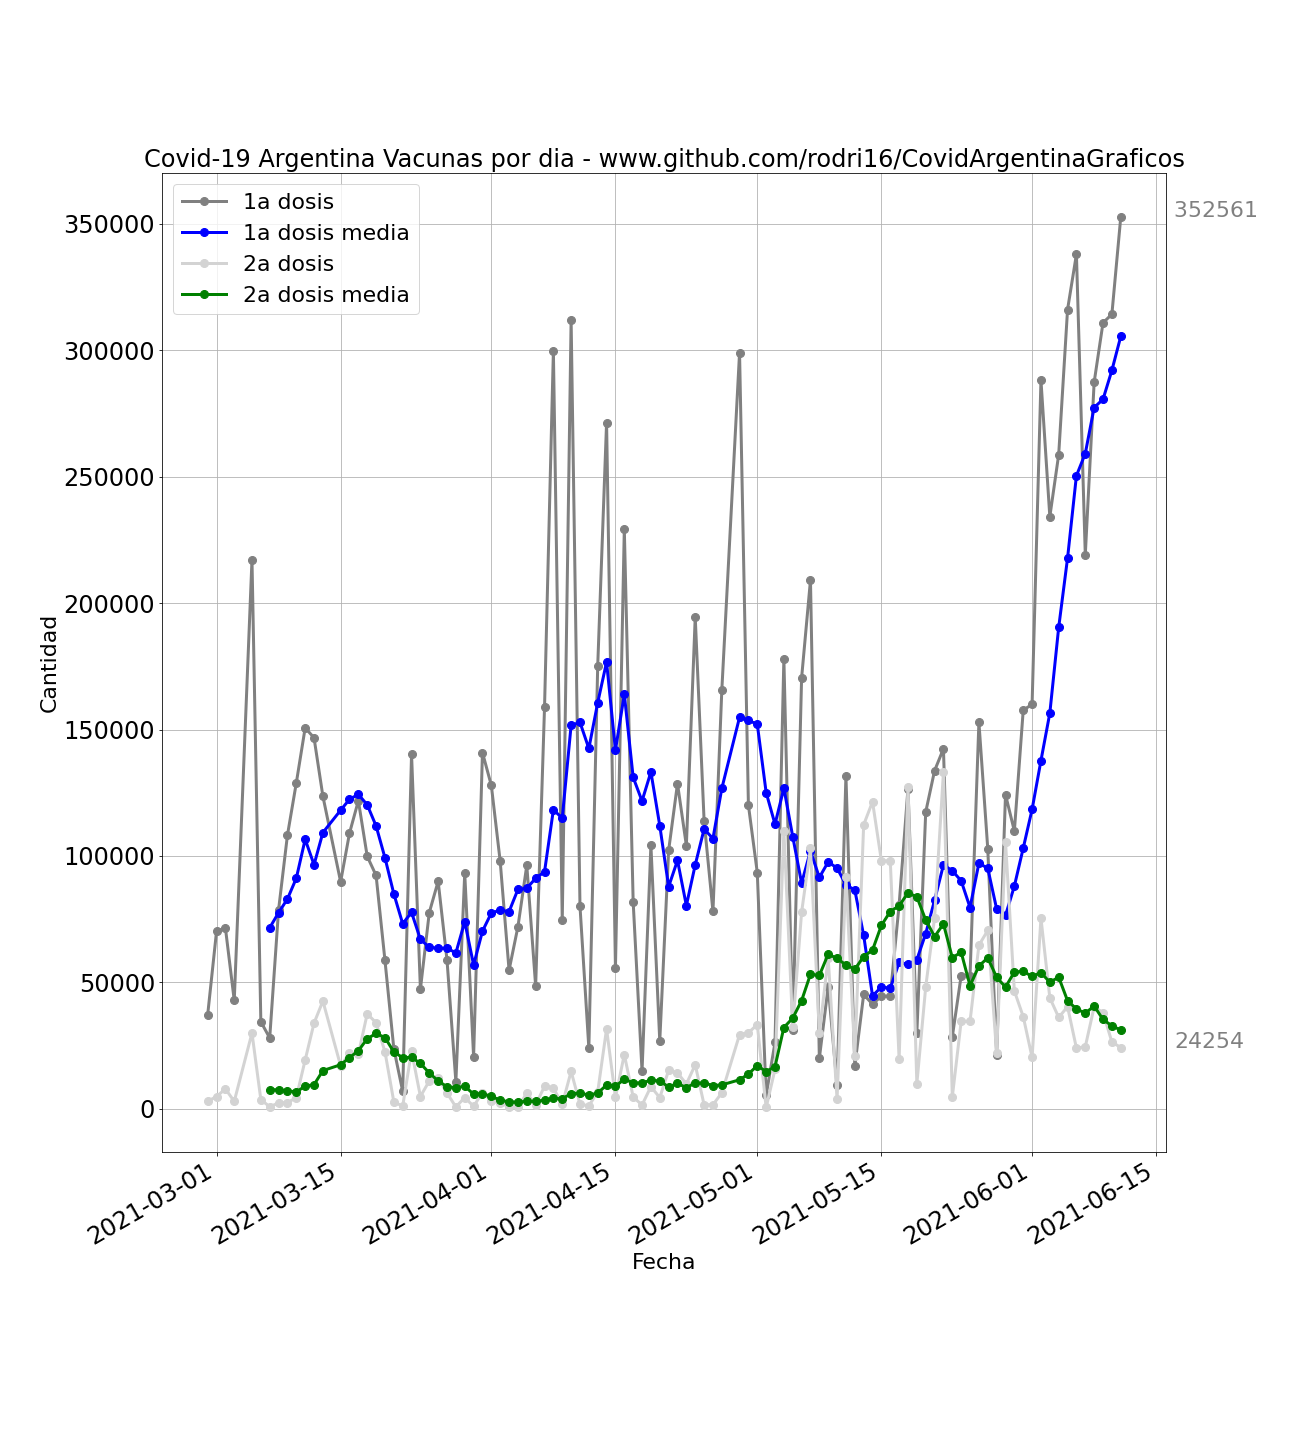 Covid-19 Argentina Vacunas por dia - www.github.com/rodri16/CovidArgentinaGraficos
1a dosis
1a dosis media
2a dosis
2a dosis media
352561
24254
350000
300000
250000
200000
150000
100000
50000
0
Cantidad
2021-03-01
2021-03-15
2021-04-01
2021-04-15
2021-05-01
2021-05-15
2021-06-01
2021-06-15
Fecha